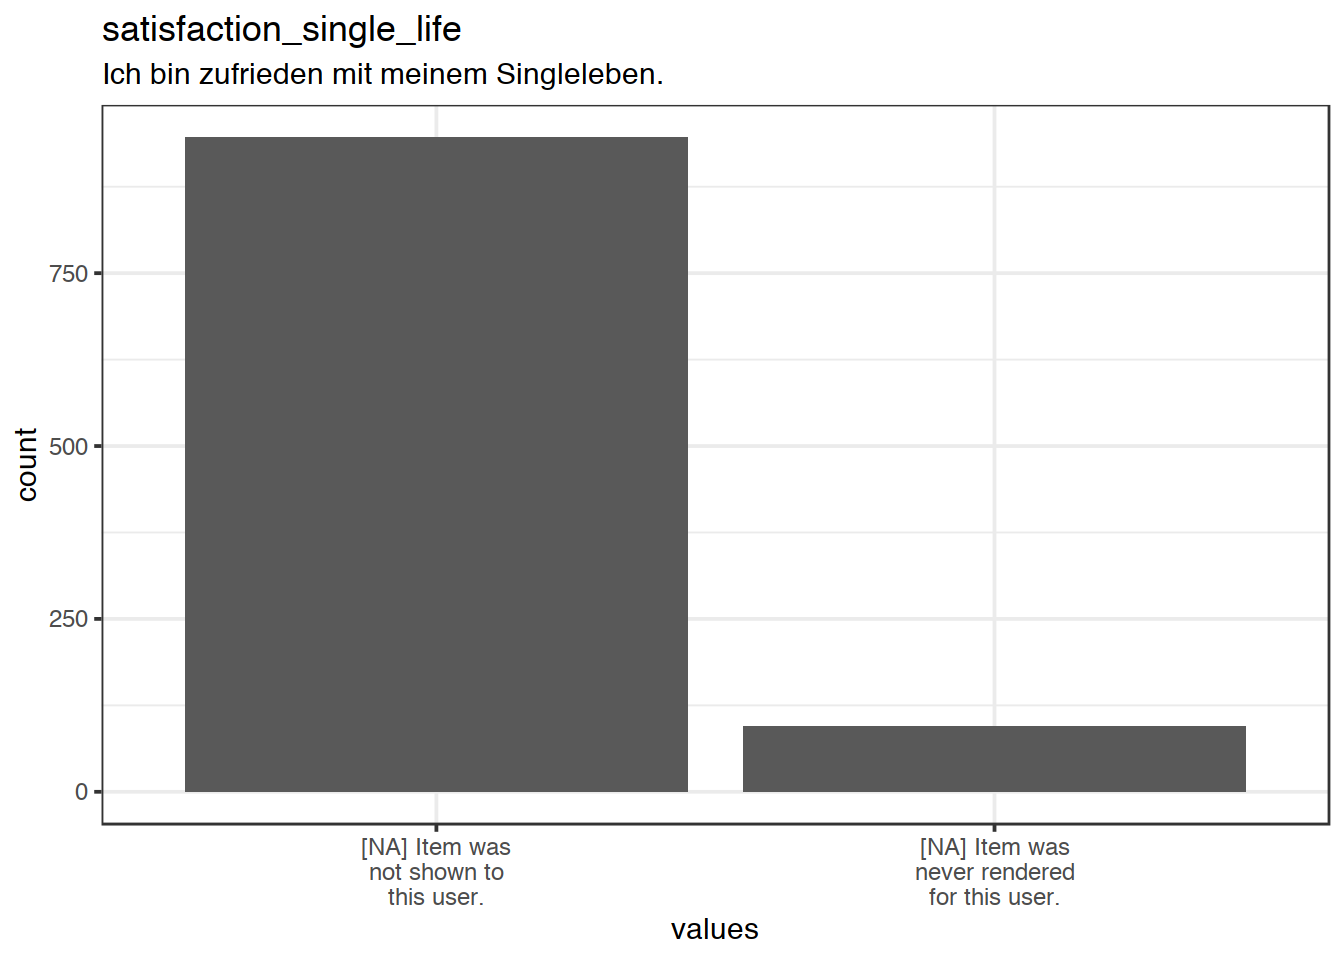 satisfaction_single_life
Ich bin zufrieden mit meinem Singleleben.
count
750
500
250
0
[NA] Item was
not shown to
this user.
[NA] Item was
never rendered
for this user.
values